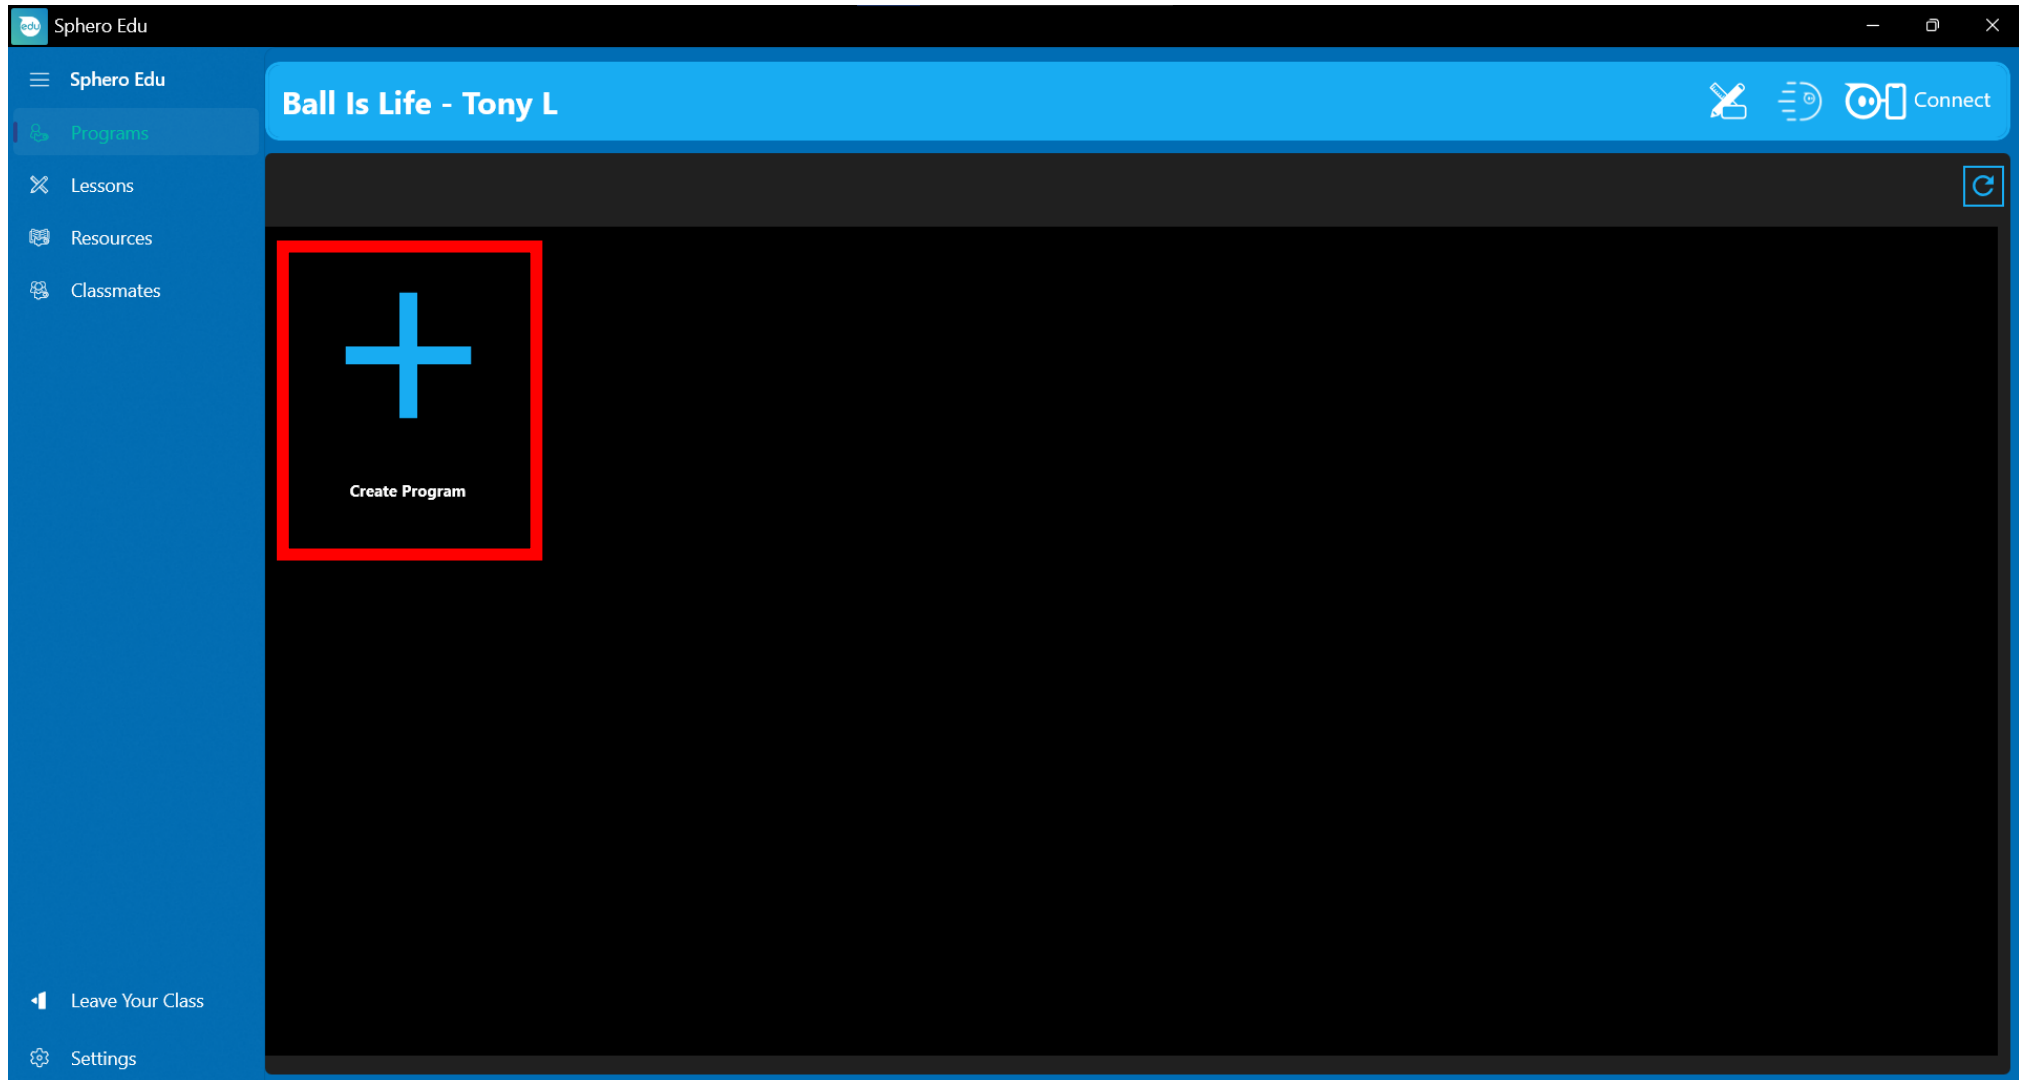 edu Sphero Edu
Sphero Edu
Ball Is Life - Tony L
Connect
Programs
Lessons
Resources
Classmates
Create Program
Leave Your Class
Settings